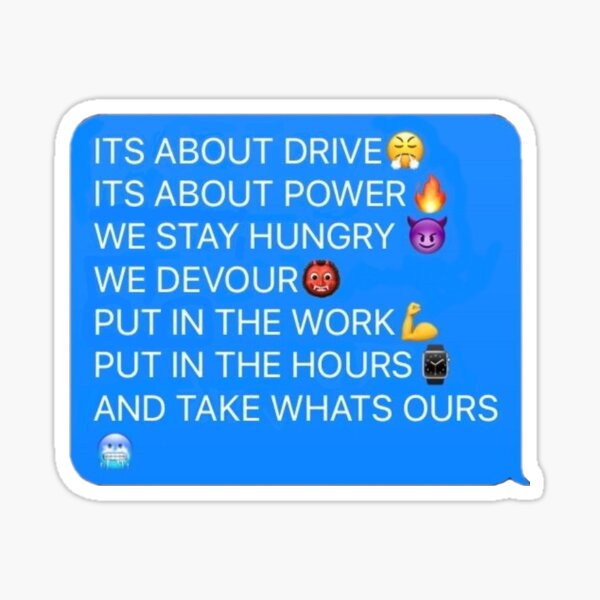 ITS ABOUT DRIVE😤
ITS ABOUT POWER🔥
WE STAY HUNGRY 😈
WE DEVOUR👹
PUT IN THE WORK💪
PUT IN THE HOURS⌚
AND TAKE WHATS OURS
🥶